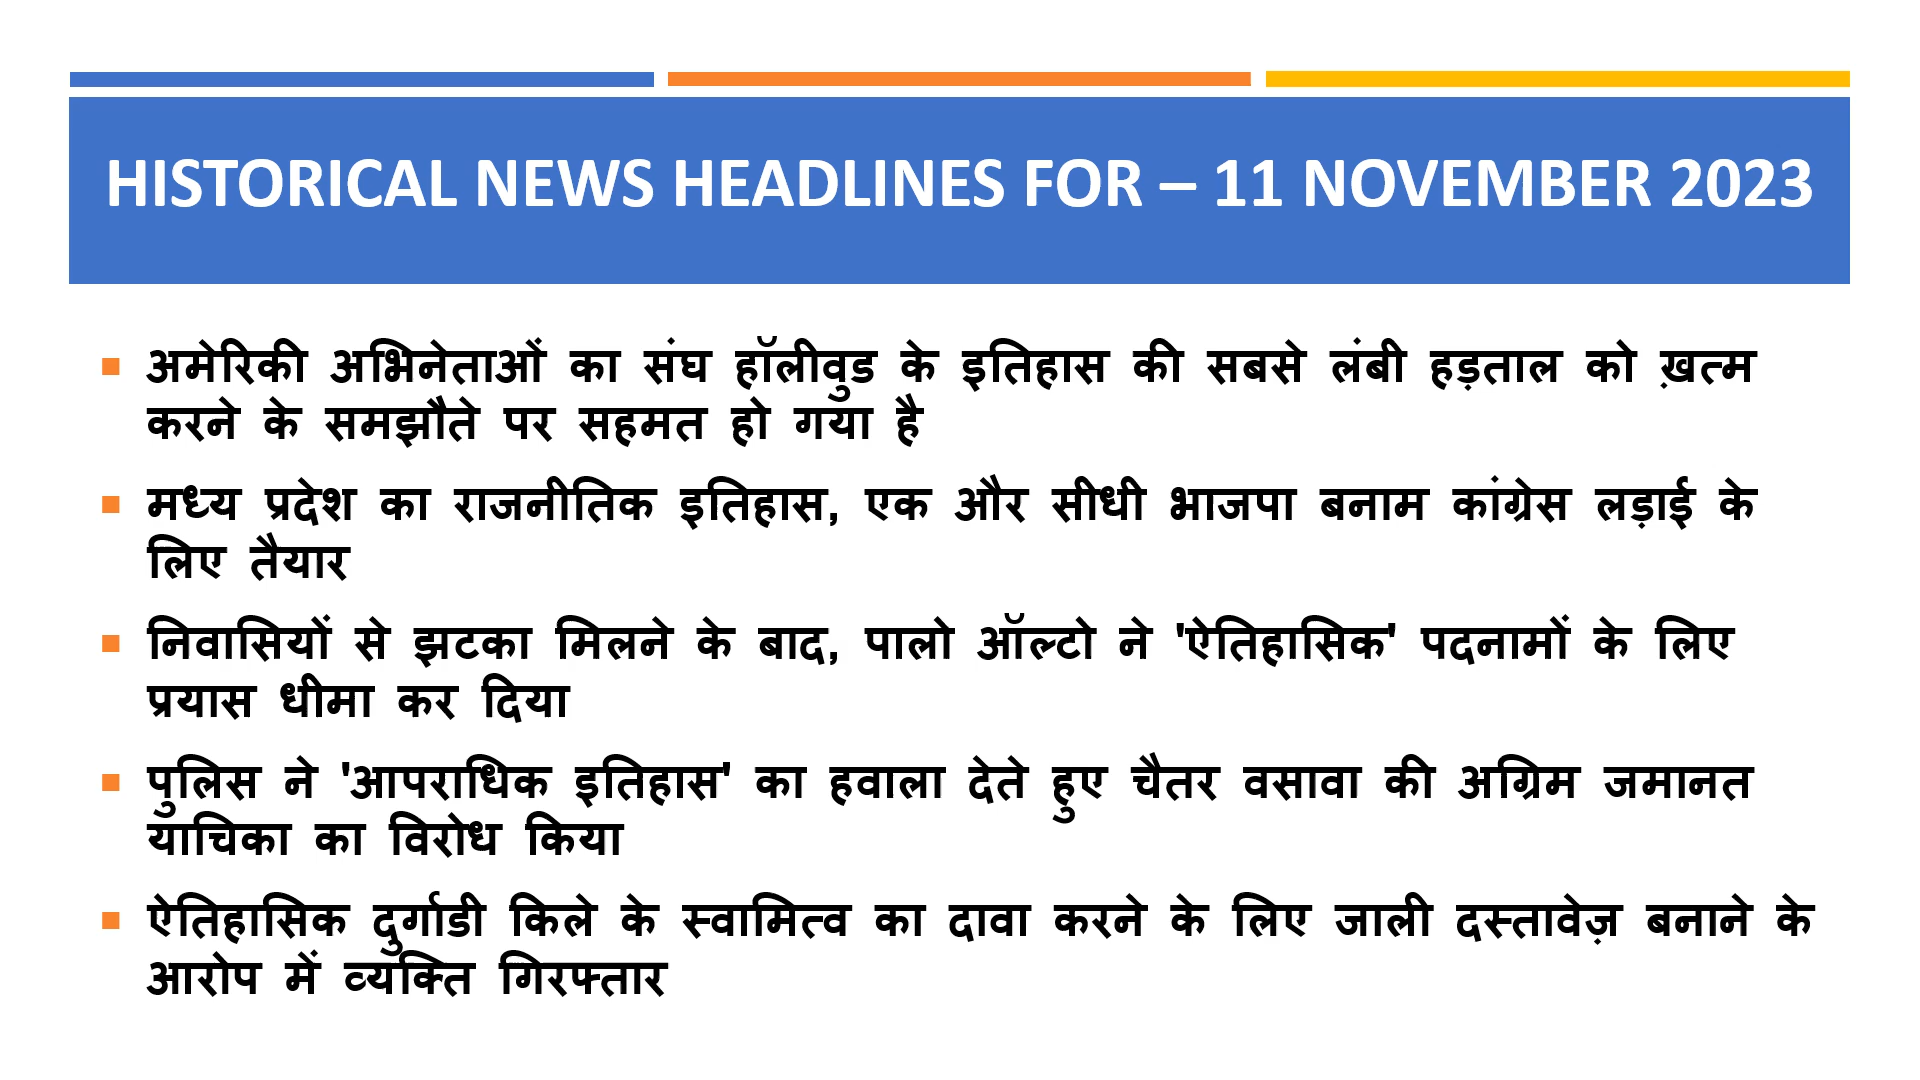 HISTORICAL NEWS HEADLINES FOR – 11 NOVEMBER 2023
अमेरिकी अभिनेताओं का संघ हॉलीवुड के इतिहास की सबसे लंबी हड़ताल को ख़त्म
करने के समझौते पर सहमत हो गया है
मध्य प्रदेश का राजनीतिक इतिहास, एक और सीधी भाजपा बनाम कांग्रेस लड़ाई के
लिए तैयार
निवासियों से झटका मिलने के बाद, पालो ऑल्टो ने 'ऐतिहासिक' पदनामों के लिए
प्रयास धीमा कर दिया
पुलिस ने 'आपराधिक इतिहास' का हवाला देते हुए चैतर वसावा की अग्रिम जमानत
याचिका का विरोध किया
ऐतिहासिक दुर्गाडी किले के स्वामित्व का दावा करने के लिए जाली दस्तावेज़ बनाने के
आरोप में व्यक्ति गिरफ्तार